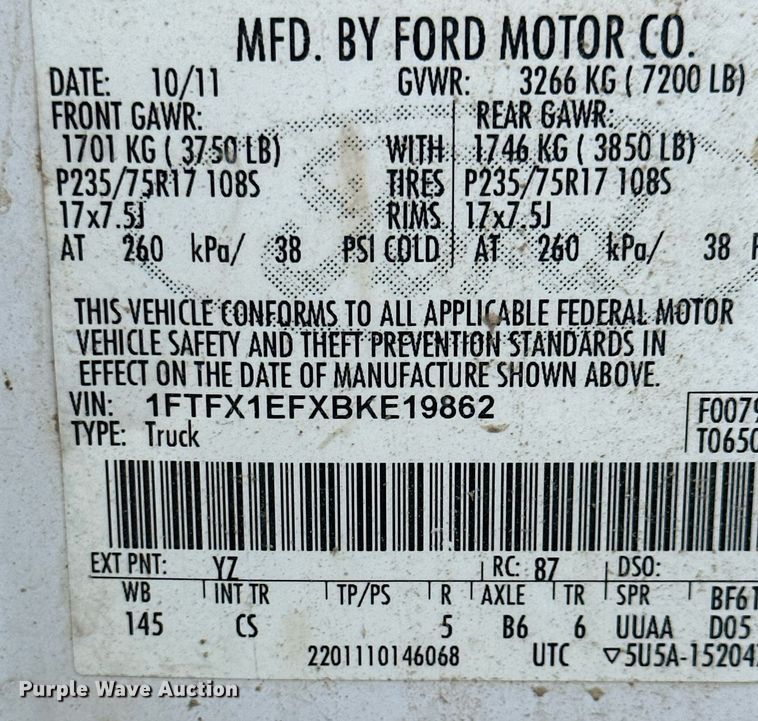 MFD. BY FORD MOTOR CO.
DATE: 10/11 GVWR: 3266 KG ( 7200 LB)
FRONT GAWR: REAR GAWR:
1701 KG ( 3750 LB) WITH 1746 KG ( 3850 LB)
P235/75R17 108S TIRES P235/75R17 108S
17x7.5J RIMS 17x7.5J
AT 260 kPa/ 38 PSI COLD AT 260 kPa/ 38 P
THIS VEHICLE CONFORMS TO ALL APPLICABLE FEDERAL MOTOR
VEHICLE SAFETY AND THEFT PREVENTION STANDARDS IN
EFFECT ON THE DATE OF MANUFACTURE SHOWN ABOVE.
VIN: 1FTFX1EFXBKE19862 F0079
TYPE: Truck T0650
EXT PNT: YZ RC: 87 DSO:
WB INT TR TP/PS R AXLE TR SPR BF61
145 CS 5 B6 6 UUAA D05
2201110146068 UTC ▽5U5A-15204
Purple Wave Auction